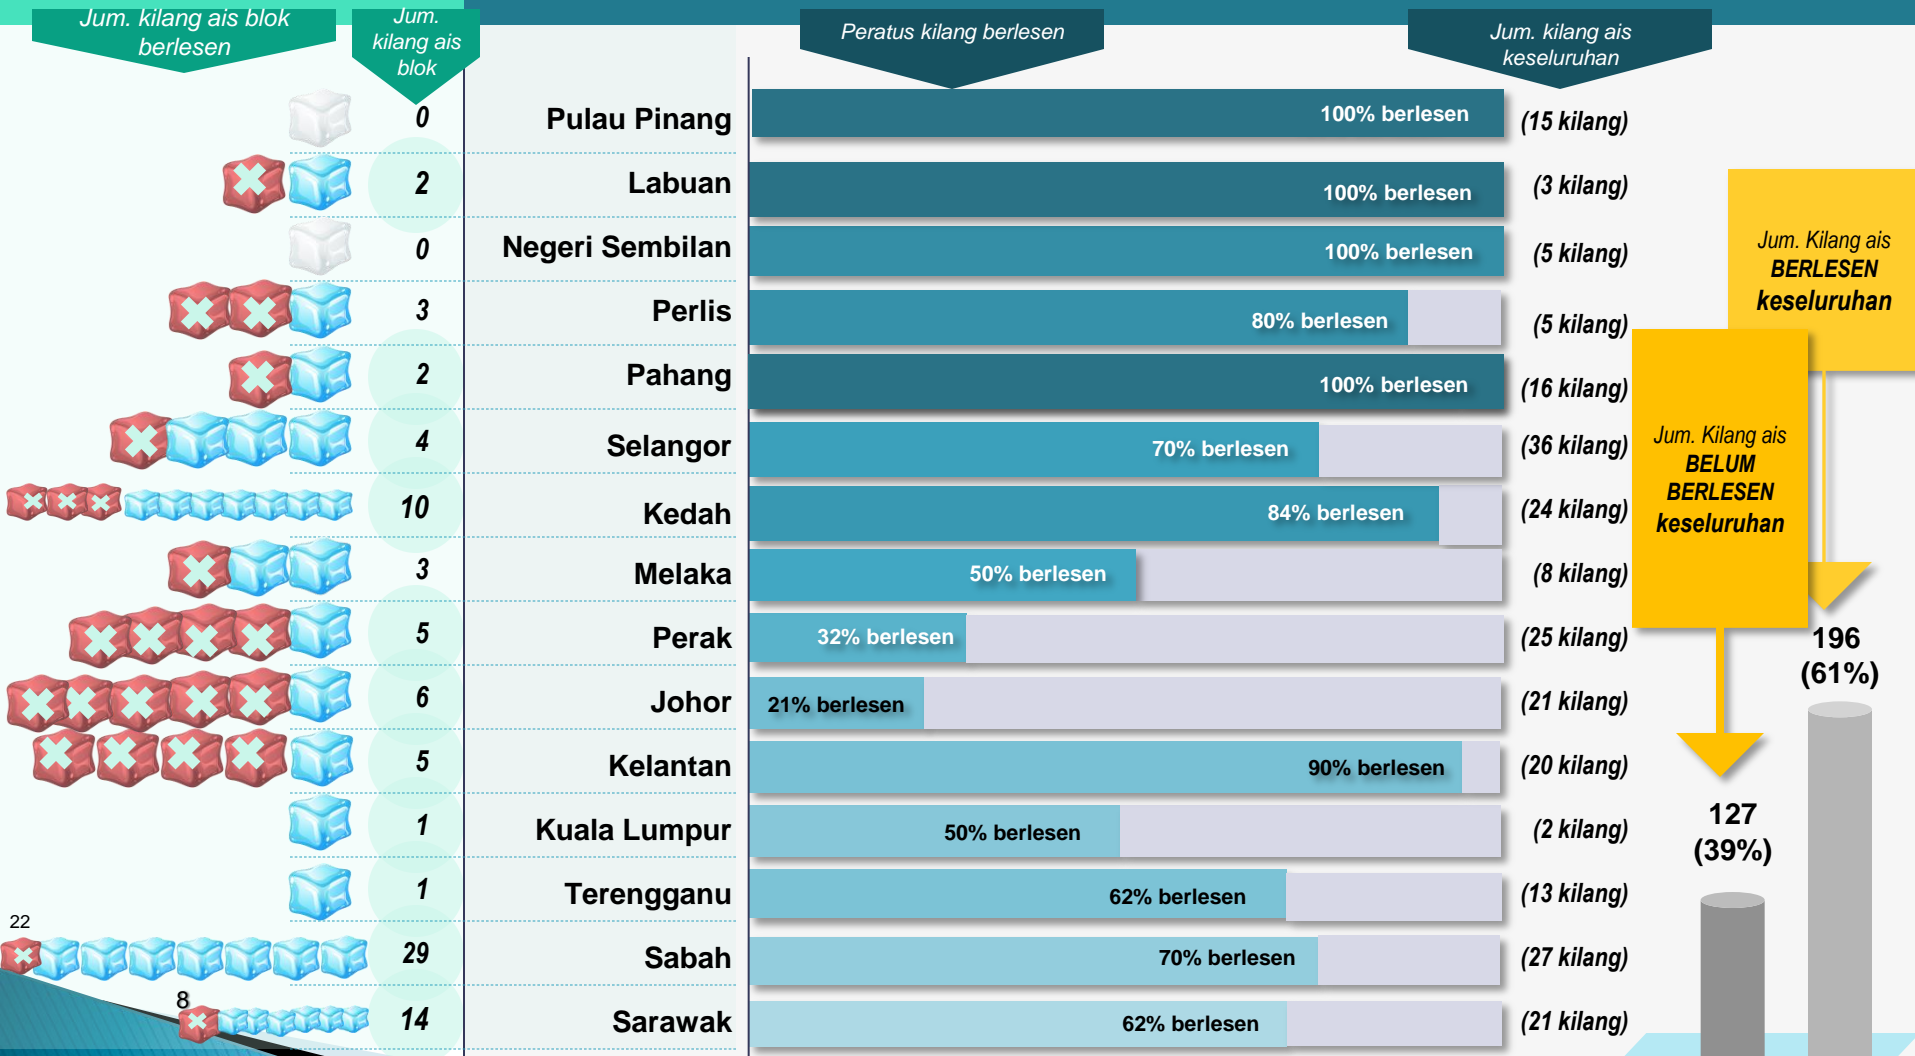 Jum. kilang ais blok
berlesen
Jum.
kilang ais
blok
Peratus kilang berlesen
Jum. kilang ais
keseluruhan
0 Pulau Pinang 100% berlesen (15 kilang)
2 Labuan 100% berlesen (3 kilang)
0 Negeri Sembilan 100% berlesen (5 kilang)
3 Perlis 80% berlesen (5 kilang)
2 Pahang 100% berlesen (16 kilang)
4 Selangor 70% berlesen (36 kilang)
10 Kedah 84% berlesen (24 kilang)
3 Melaka 50% berlesen (8 kilang)
5 Perak 32% berlesen (25 kilang)
6 Johor 21% berlesen (21 kilang)
5 Kelantan 90% berlesen (20 kilang)
1 Kuala Lumpur 50% berlesen (2 kilang)
1 Terengganu 62% berlesen (13 kilang)
22
29 Sabah 70% berlesen (27 kilang)
8
14 Sarawak 62% berlesen (21 kilang)
Jum. Kilang ais
BERLESEN
keseluruhan
Jum. Kilang ais
BELUM
BERLESEN
keseluruhan
196
(61%)
127
(39%)